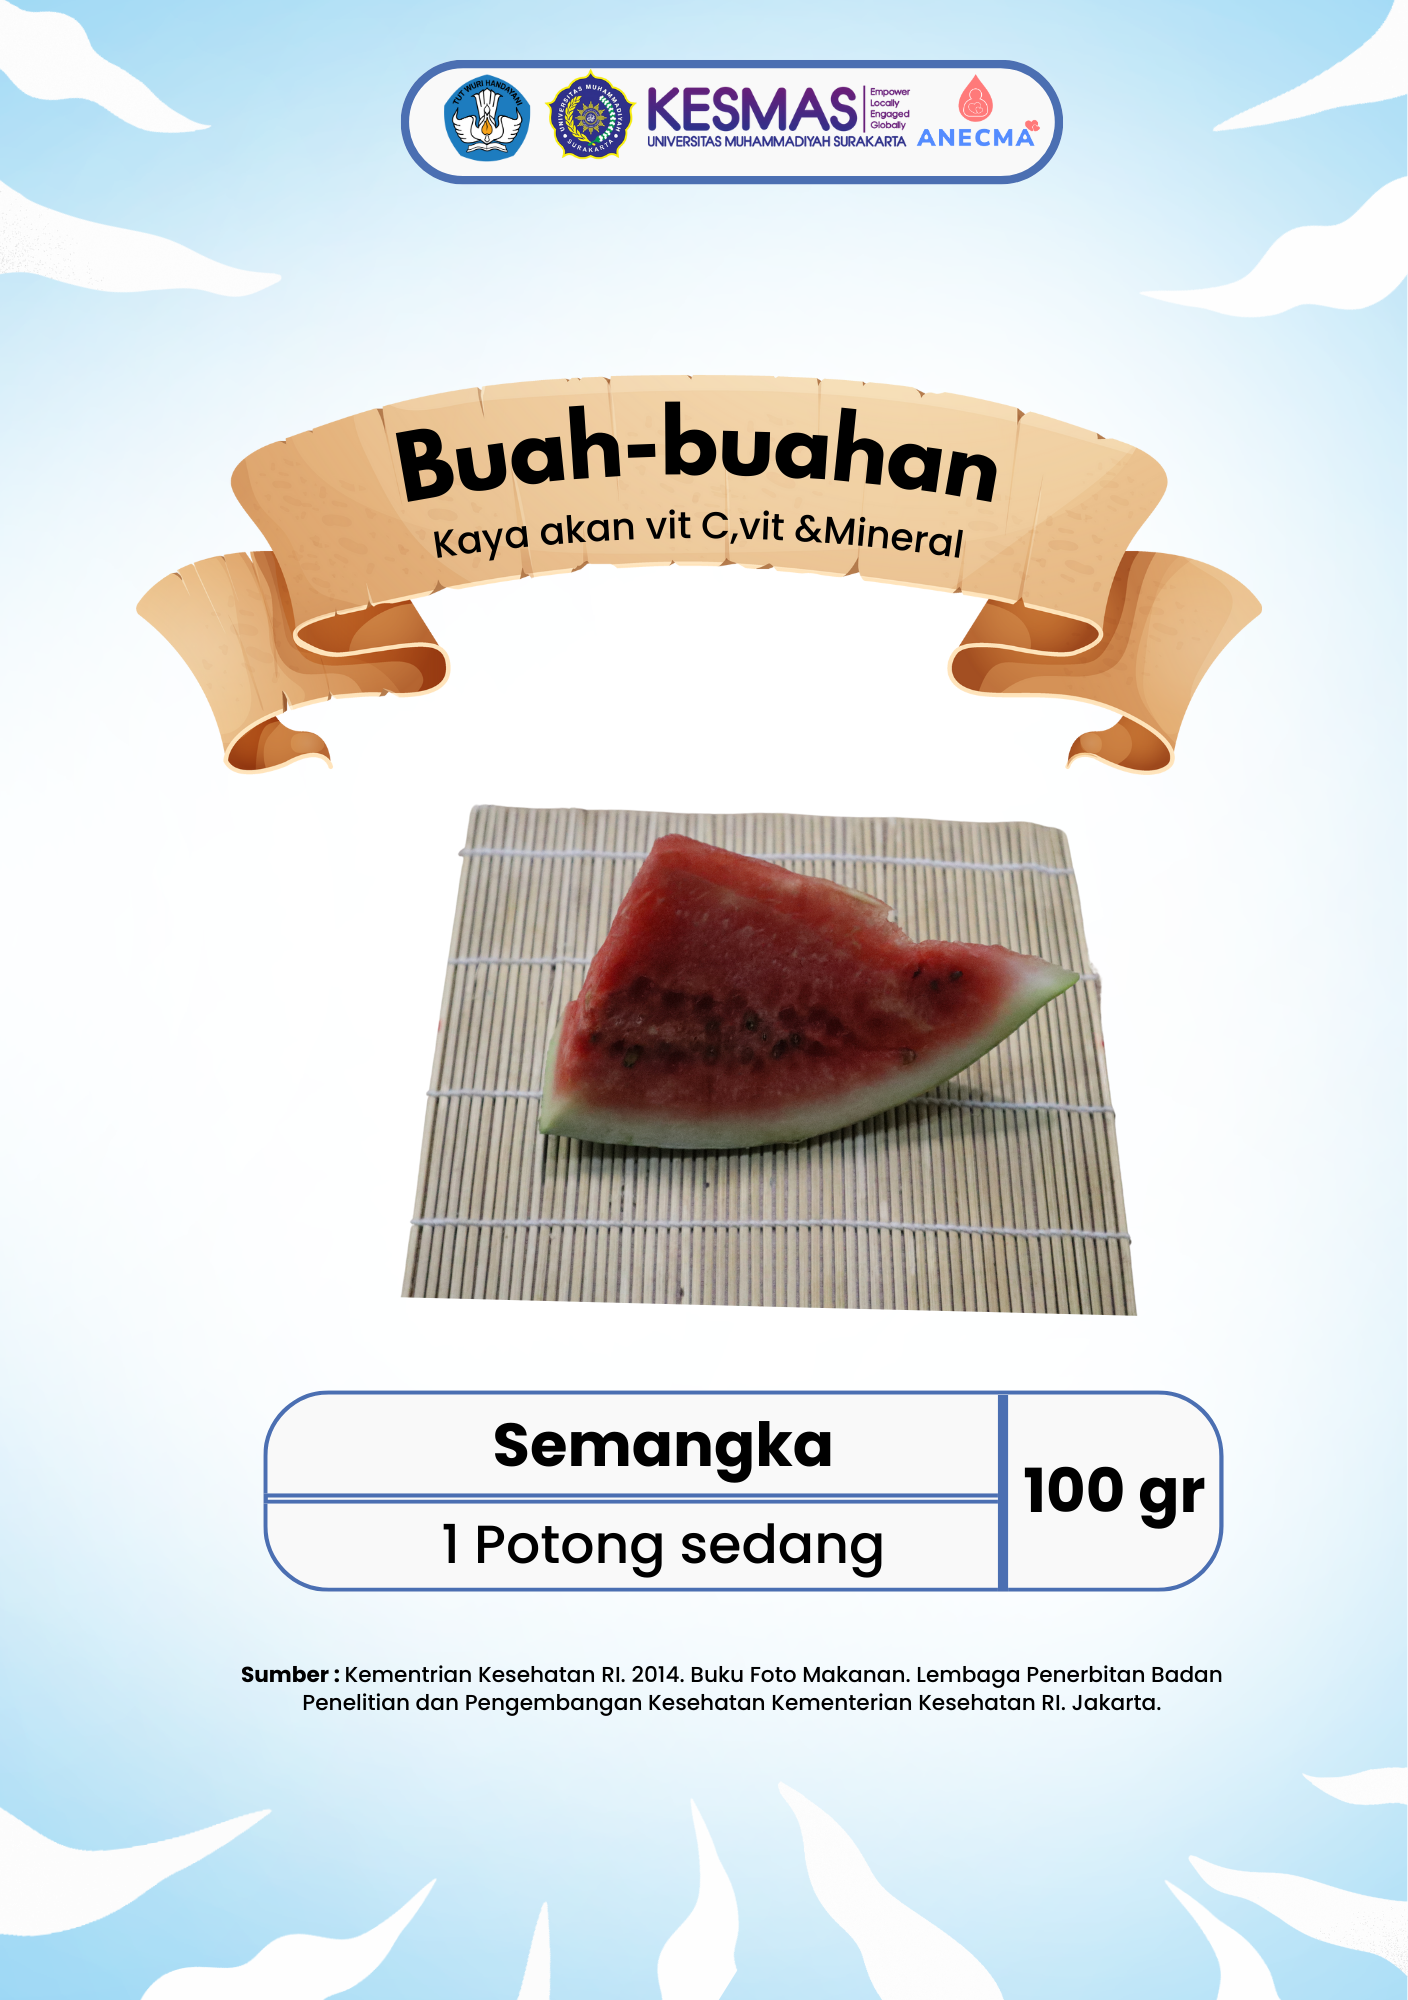 TUT WURI HANDAYANI
UNIVERSITAS MUHAMMADIYAH
SURAKARTA
KESMAS
Empower
Locally
Engaged
Globally
UNIVERSITAS MUHAMMADIYAH SURAKARTA
ANECMA
Buah-buahan
Kaya akan vit C,vit &Mineral
Semangka
1 Potong sedang
100 gr
Sumber : Kementrian Kesehatan RI. 2014. Buku Foto Makanan. Lembaga Penerbitan Badan
Penelitian dan Pengembangan Kesehatan Kementerian Kesehatan RI. Jakarta.